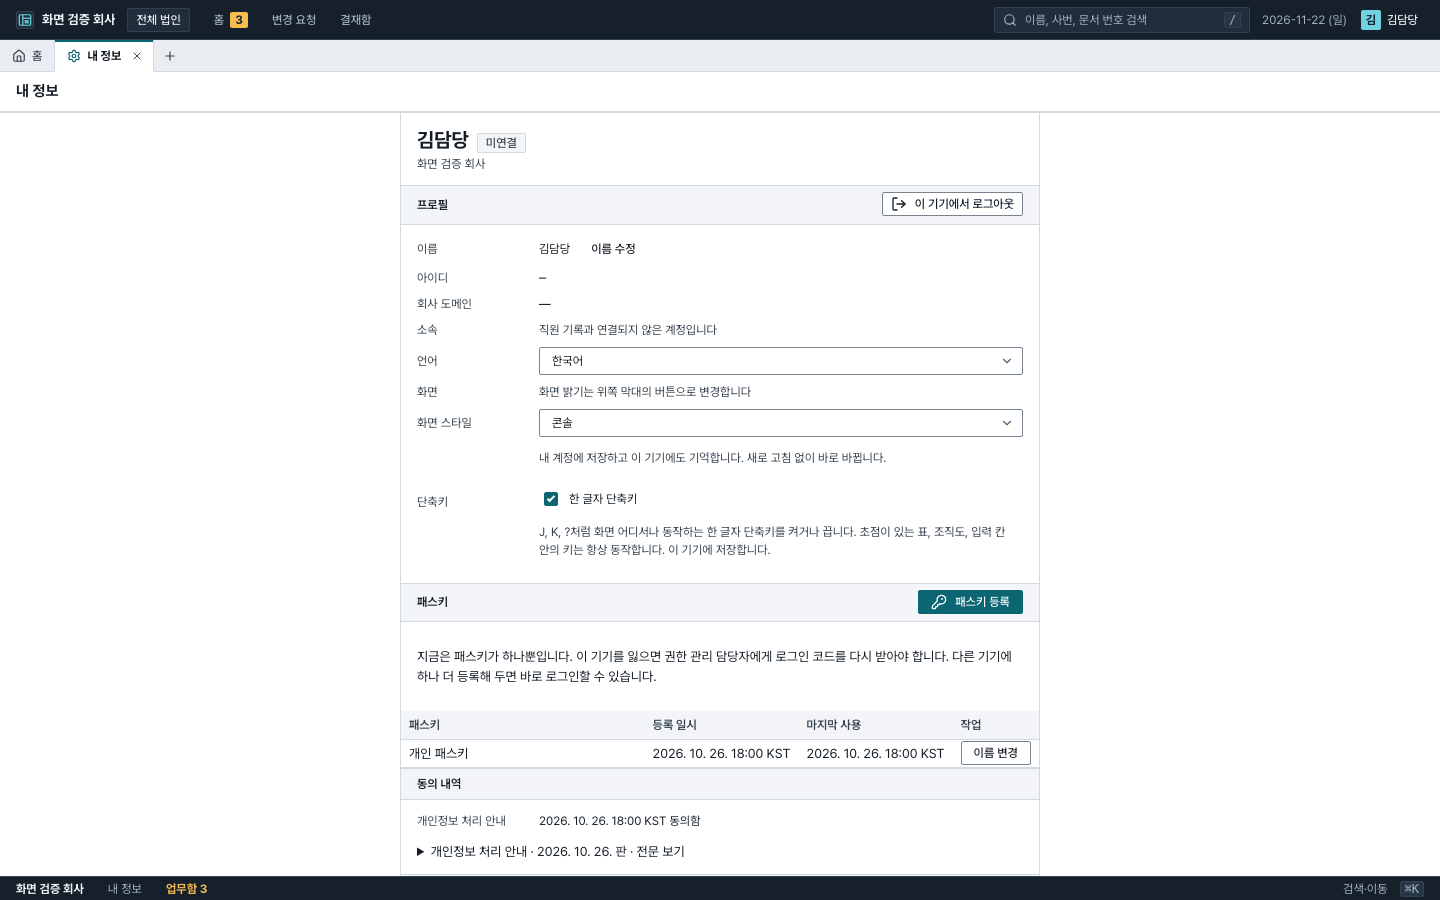 화면 검증 회사 전체 법인 홈 3 변경 요청 결재함 이름, 사번, 문서 번호 검색 / 2026-11-22 (일) 김 김담당
홈 내 정보
내 정보
김담당 미연결
화면 검증 회사
프로필 이 기기에서 로그아웃
이름 김담당 이름 수정
아이디 –
회사 도메인 —
소속 직원 기록과 연결되지 않은 계정입니다
언어 한국어
화면 화면 밝기는 위쪽 막대의 버튼으로 변경합니다
화면 스타일 콘솔
내 계정에 저장하고 이 기기에도 기억합니다. 새로 고침 없이 바로 바뀝니다.
단축키 한 글자 단축키
J, K, ?처럼 화면 어디서나 동작하는 한 글자 단축키를 켜거나 끕니다. 초점이 있는 표, 조직도, 입력 칸
안의 키는 항상 동작합니다. 이 기기에 저장합니다.
패스키 패스키 등록
지금은 패스키가 하나뿐입니다. 이 기기를 잃으면 권한 관리 담당자에게 로그인 코드를 다시 받아야 합니다. 다른 기기에
하나 더 등록해 두면 바로 로그인할 수 있습니다.
패스키 등록 일시 마지막 사용 작업
개인 패스키 2026. 10. 26. 18:00 KST 2026. 10. 26. 18:00 KST 이름 변경
동의 내역
개인정보 처리 안내 2026. 10. 26. 18:00 KST 동의함
개인정보 처리 안내 · 2026. 10. 26. 판 · 전문 보기
화면 검증 회사 내 정보 업무함 3 검색·이동 ⌘K